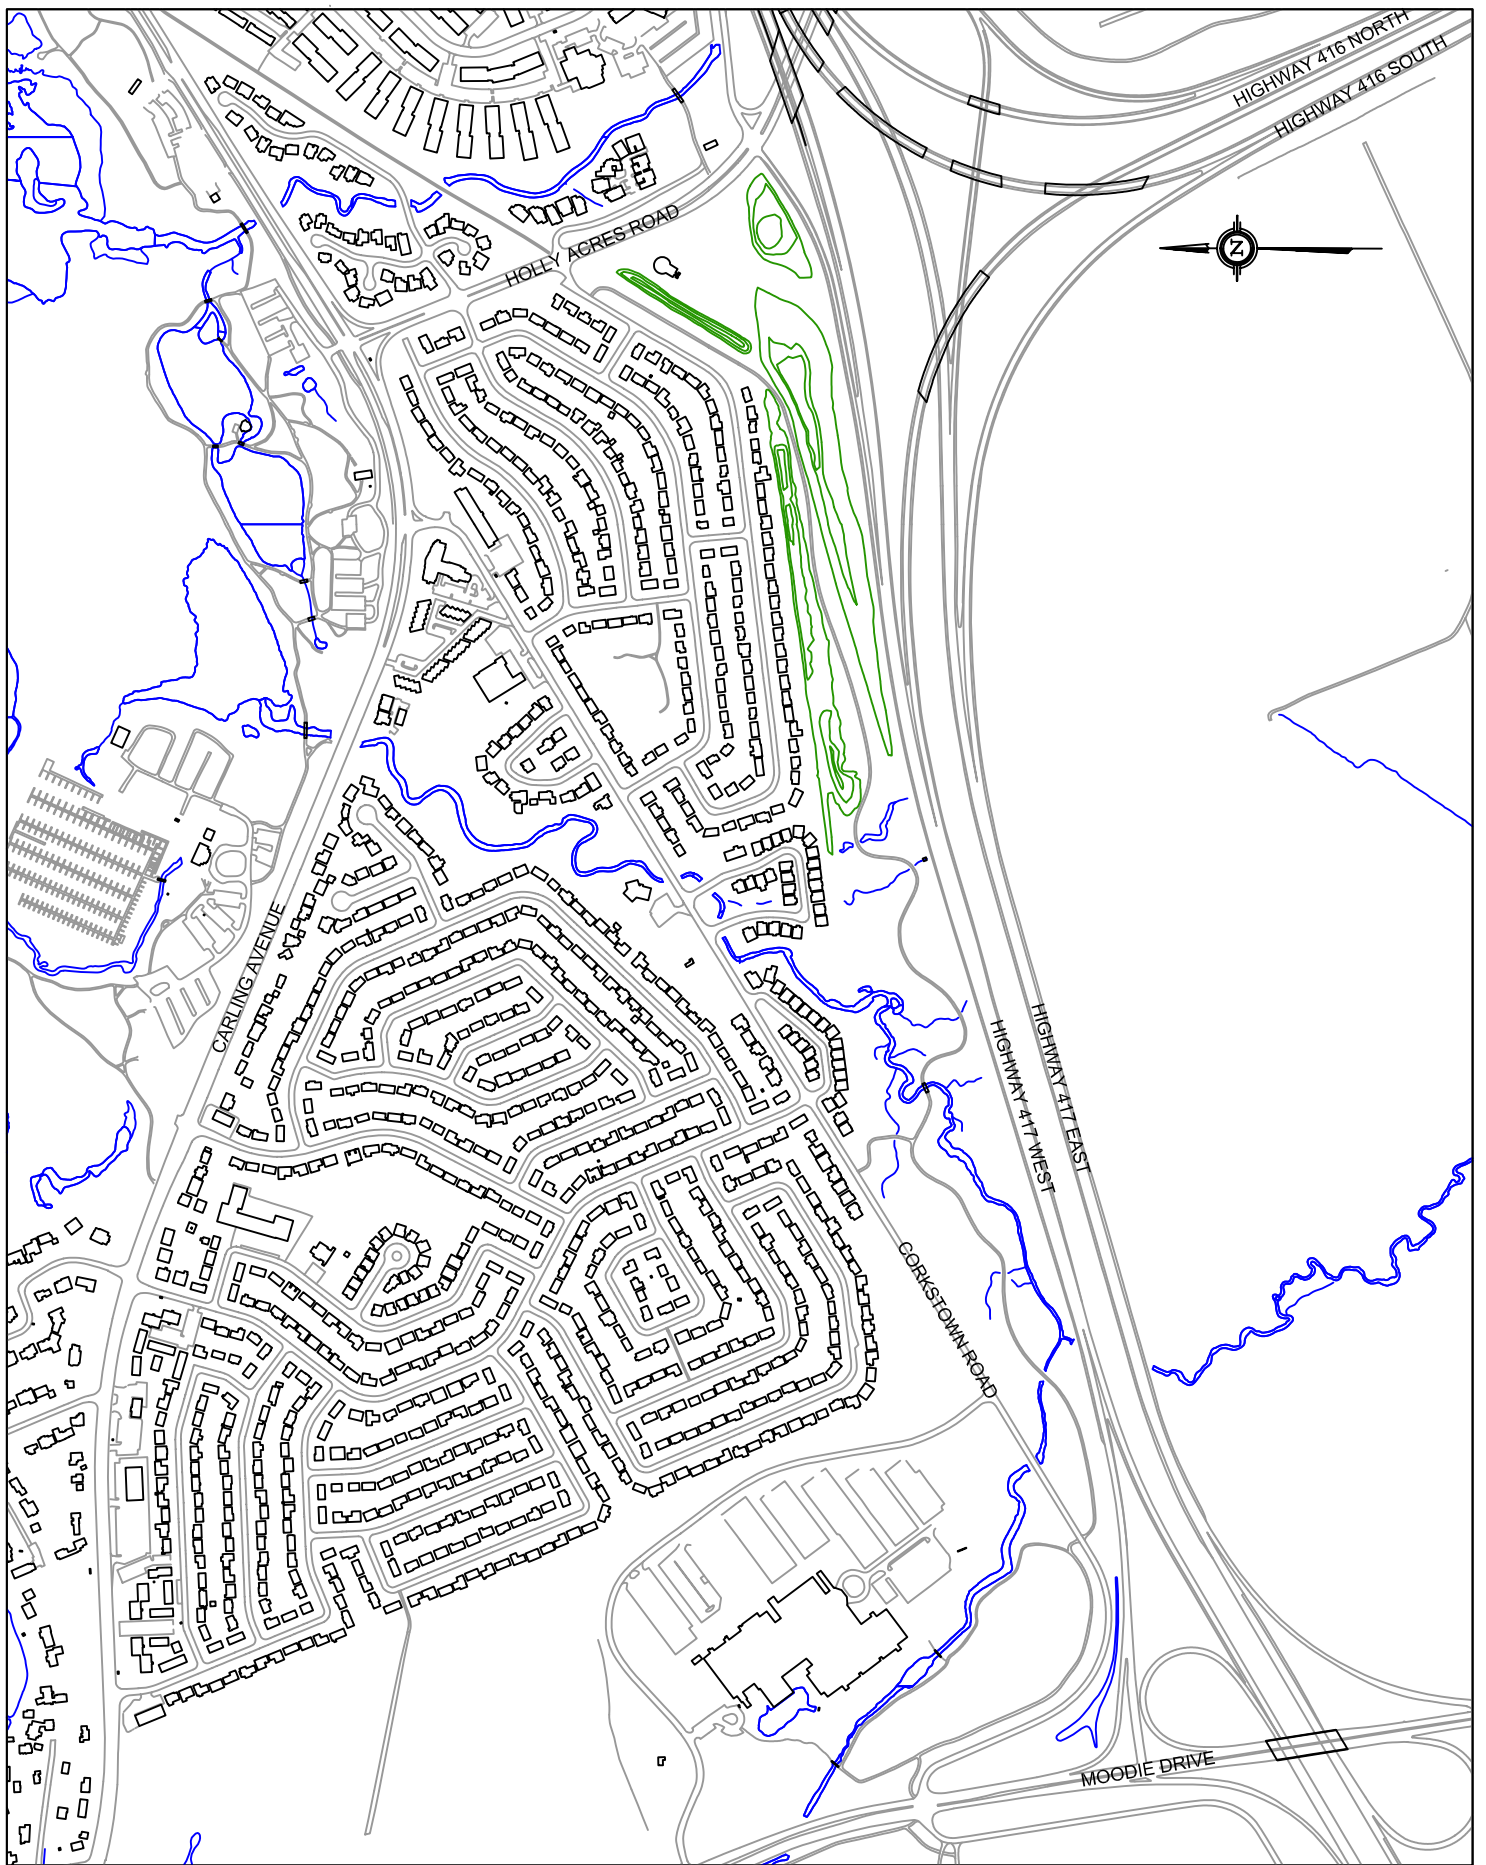 HIGHWAY 416 NORTH
HIGHWAY 416 SOUTH
HOLLY ACRES ROAD
N
CARLING AVENUE
HIGHWAY 417 EAST
HIGHWAY 417 WEST
CORKSTOWN ROAD
MOODIE DRIVE